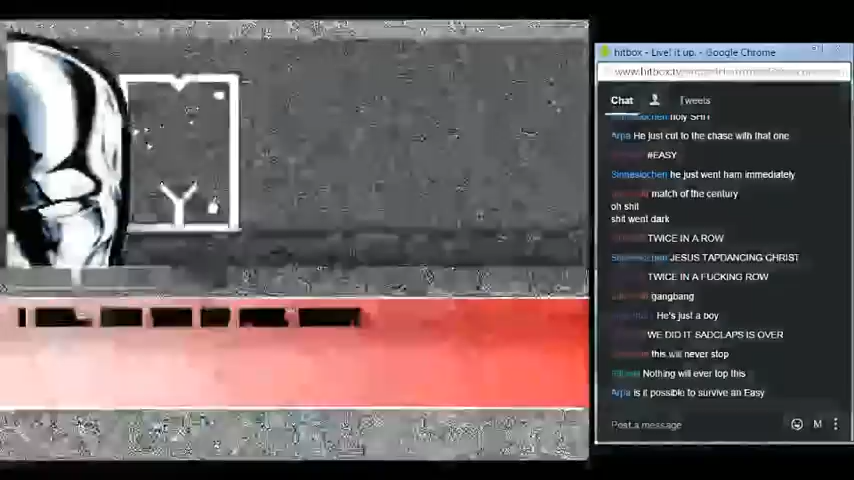 hitbox - Live! it up. - Google Chrome
Chat
Tweets
holy SHIT
Arpa He just cut to the chase with that one
#EASY
he just went ham immediately
match of the century
oh shit
shit went dark
TWICE IN A ROW
JESUS TAPDANCING CHRIST
TWICE IN A FUCKING ROW
gangbang
He's just a boy
WE DID IT SADCLAPS IS OVER
this will never stop
Nothing will ever top this
Arpa is it possible to survive an Easy
Post a message
M